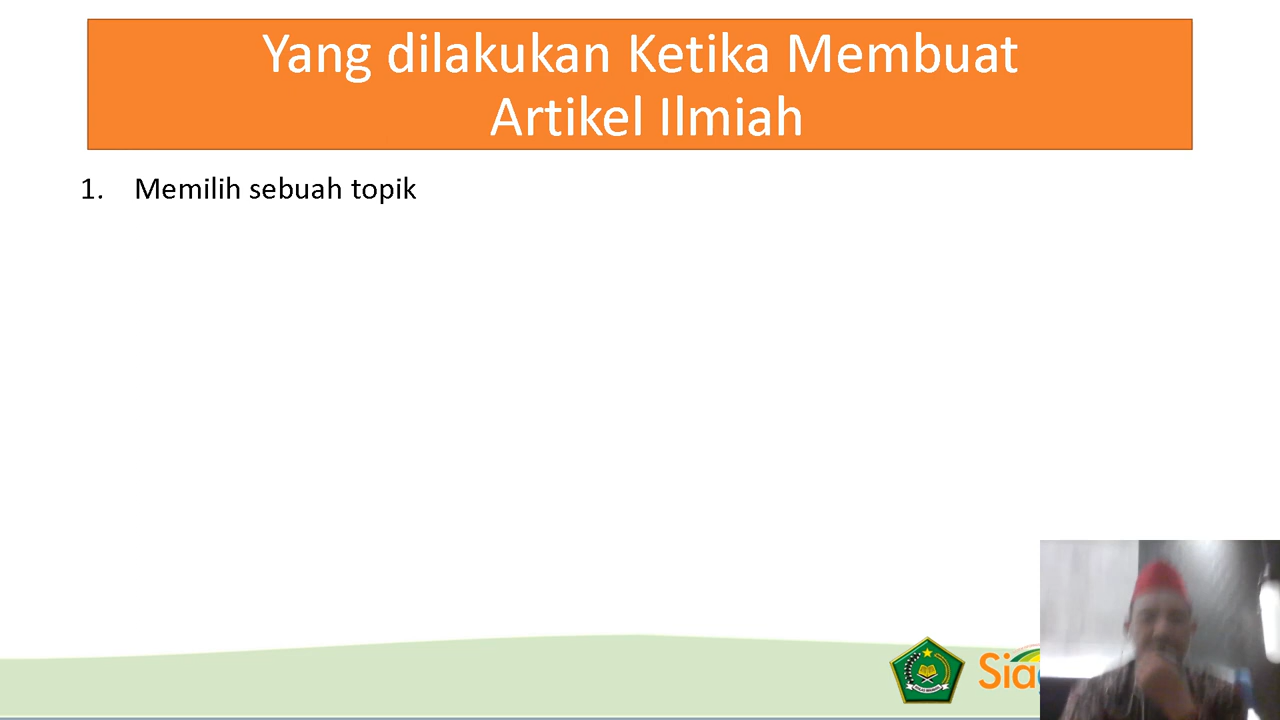 Yang dilakukan Ketika Membuat
Artikel Ilmiah
1. Memilih sebuah topik